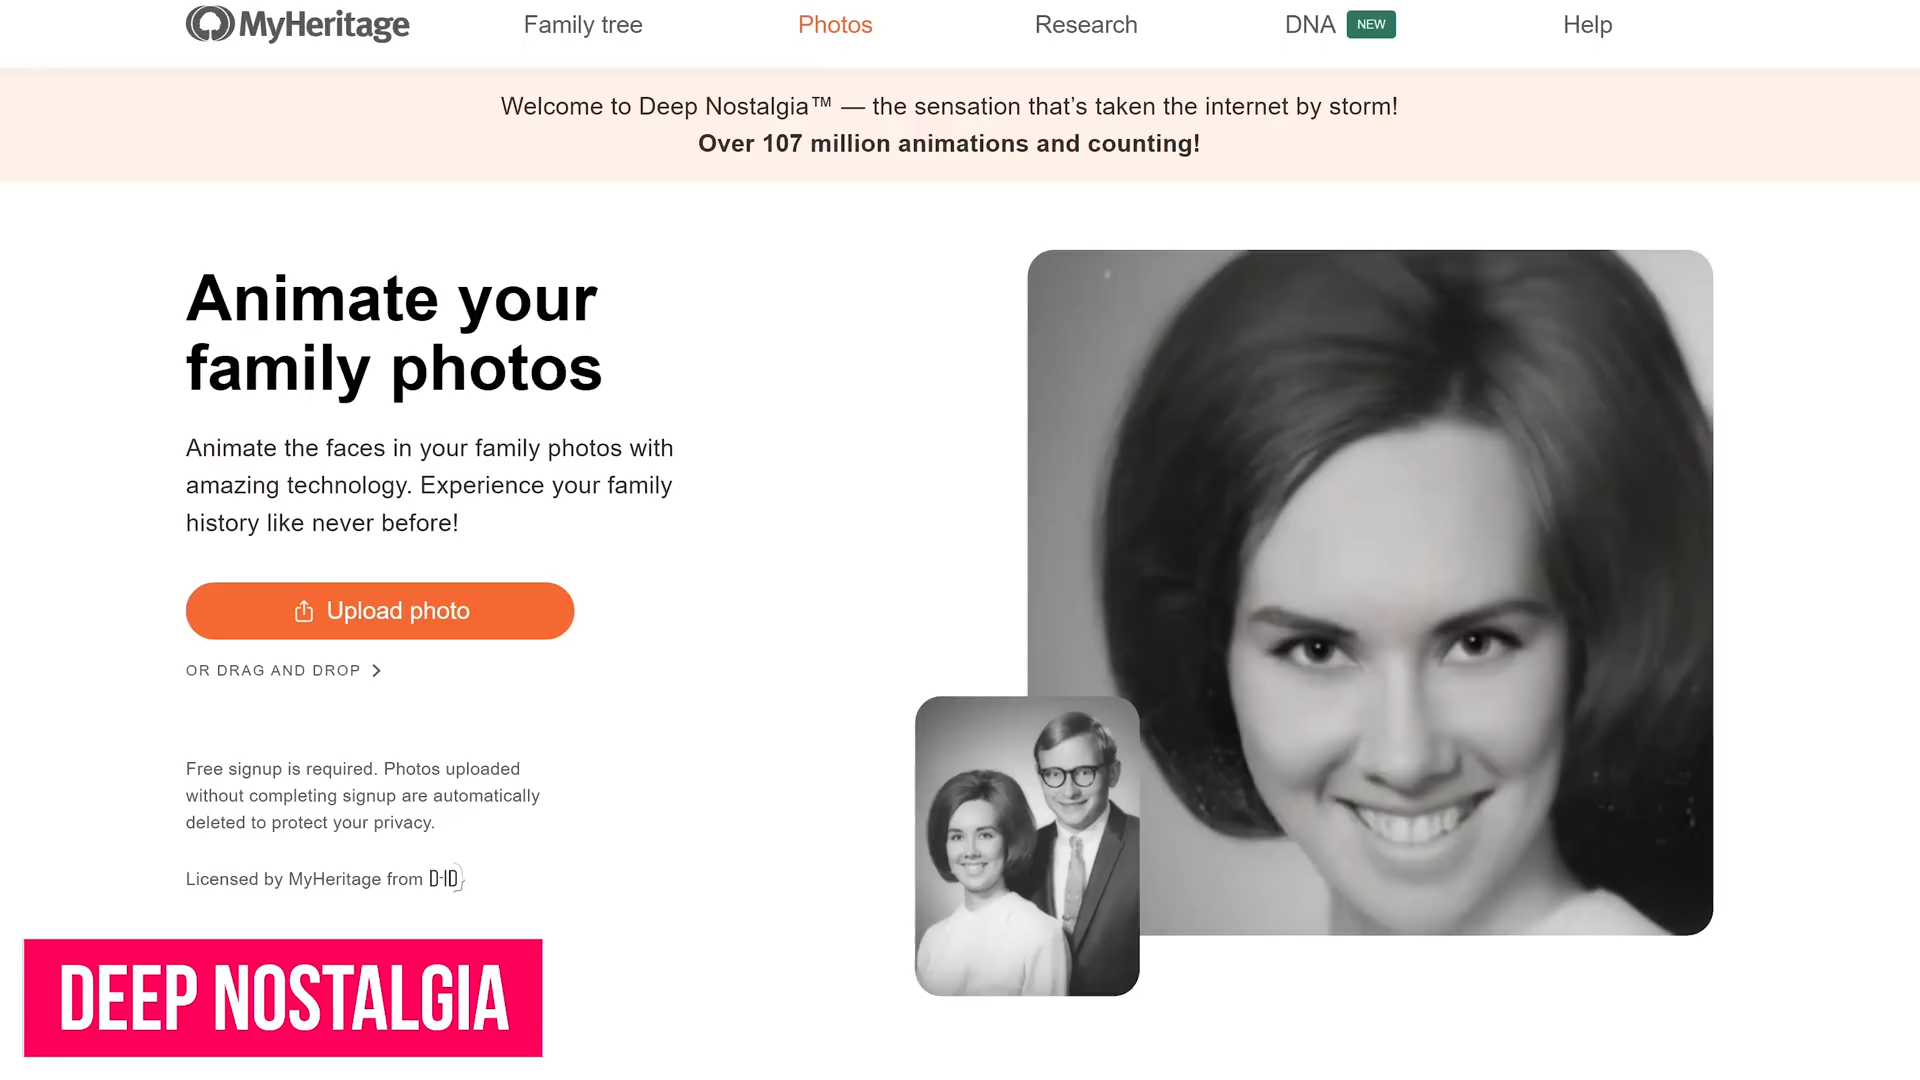 MyHeritage
Family tree
Photos
Research
DNA NEW
Help
Welcome to Deep Nostalgia™ — the sensation that's taken the internet by storm!
Over 107 million animations and counting!
Animate your
family photos
Animate the faces in your family photos with
amazing technology. Experience your family
history like never before!
Upload photo
OR DRAG AND DROP
Free signup is required. Photos uploaded
without completing signup are automatically
deleted to protect your privacy.
Licensed by MyHeritage from D-ID
DEEP NOSTALGIA